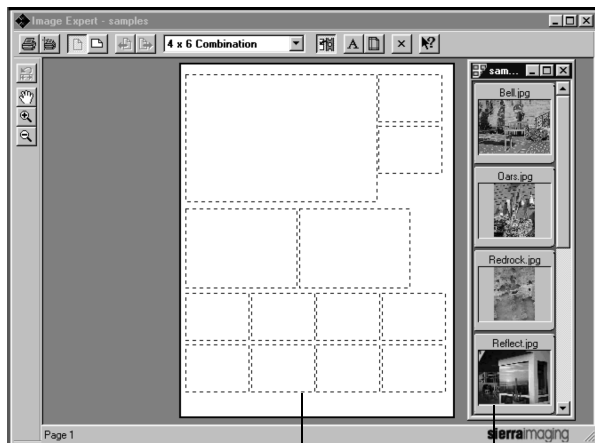 Image Expert - samples
4 x 6 Combination
A
sam...
Bell.jpg
Oars.jpg
Redrock.jpg
Reflect.jpg
Page 1
sierraimaging